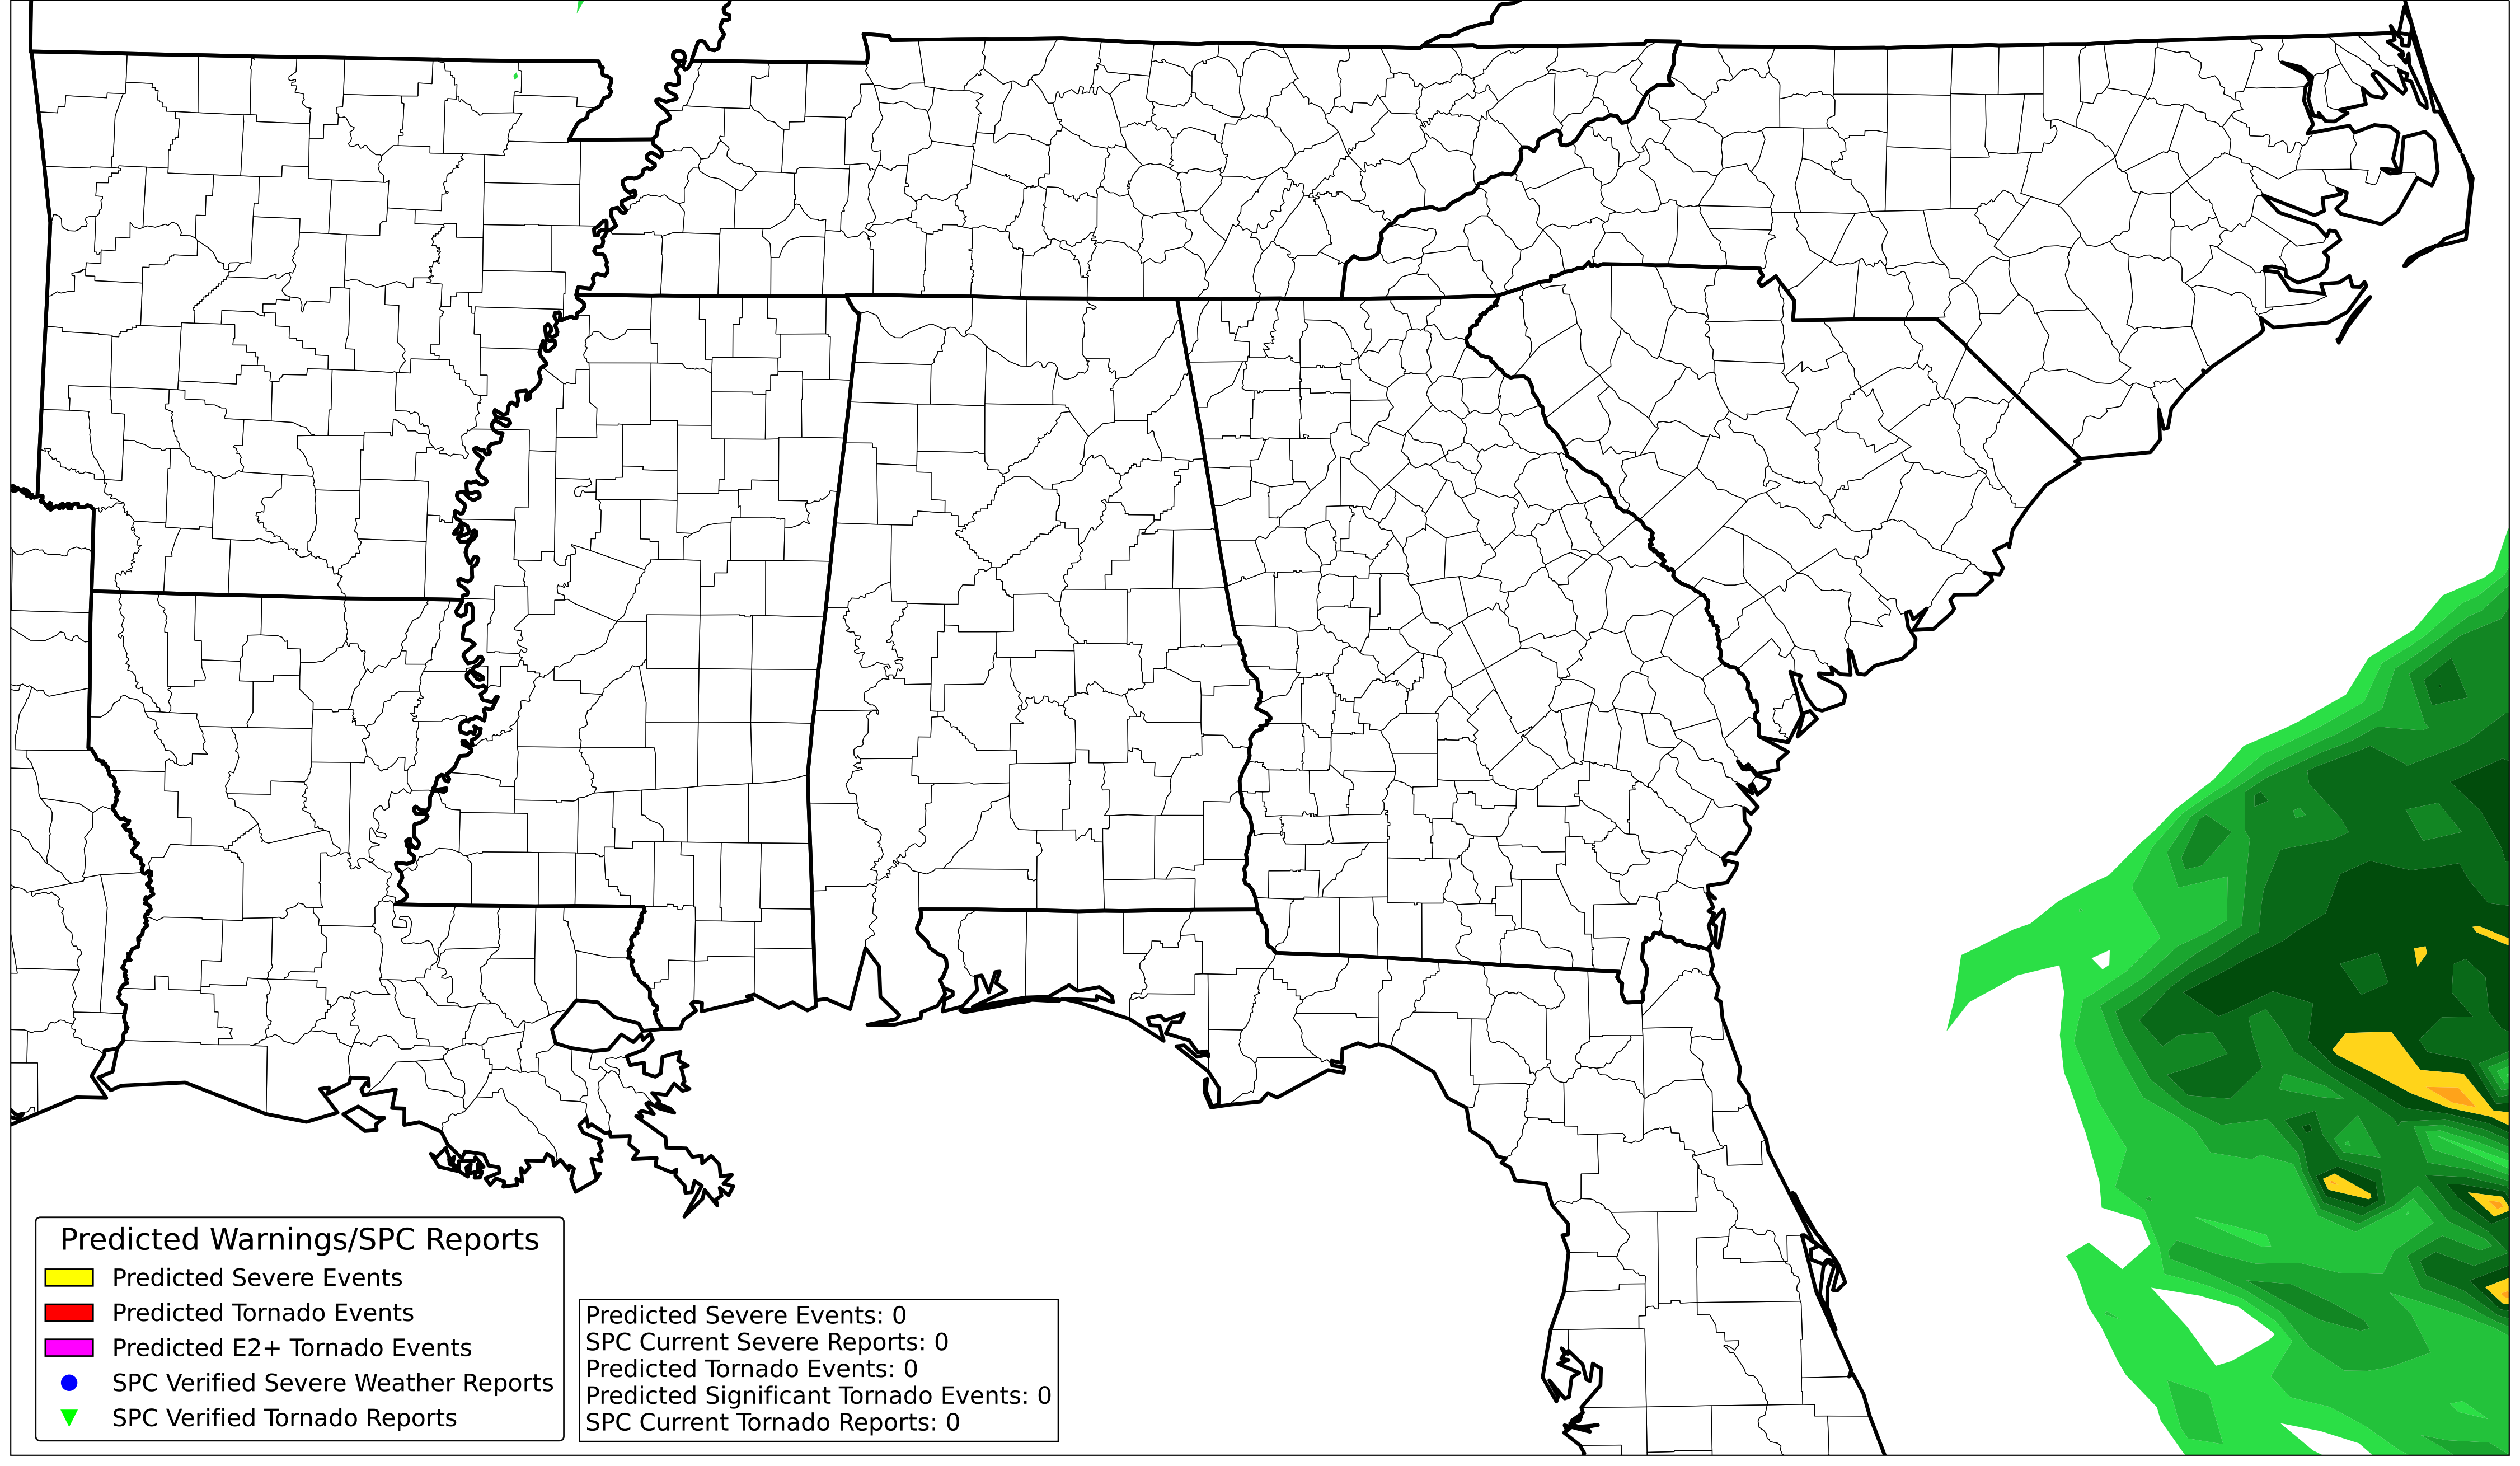 Predicted Warnings/SPC Reports
Predicted Severe Events
Predicted Tornado Events
Predicted E2+ Tornado Events
SPC Verified Severe Weather Reports
SPC Verified Tornado Reports
Predicted Severe Events: 0
SPC Current Severe Reports: 0
Predicted Tornado Events: 0
Predicted Significant Tornado Events: 0
SPC Current Tornado Reports: 0